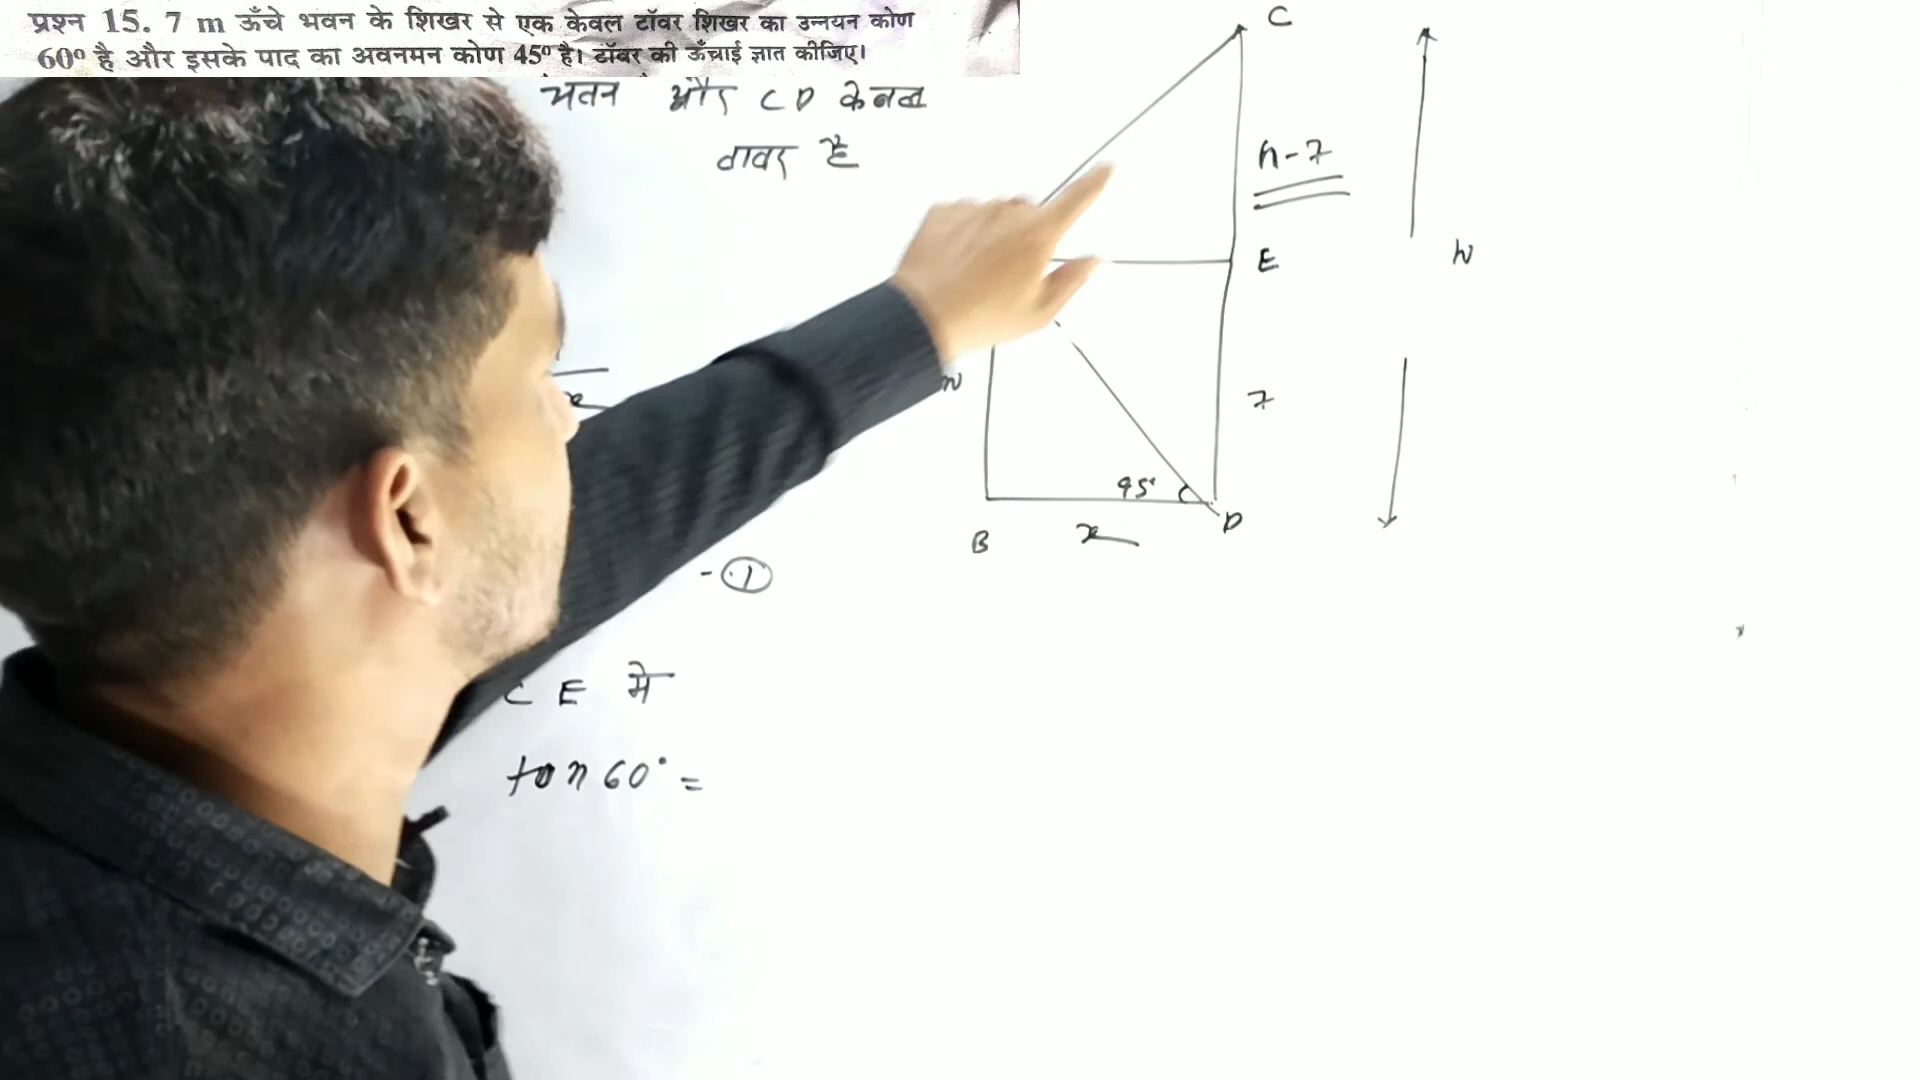 प्रश्न 15. 7 m ऊँचे भवन के शिखर से एक केबल टॉवर शिखर का उन्नयन कोण
60° है और इसके पाद का अवनमन कोण 45° है। टॉवर की ऊँचाई ज्ञात कीजिए।
भवन और CD केबल
टावर है
C
h-7
E
h
7
45°
B
x
D
x
- ①
C E में
tan 60° =